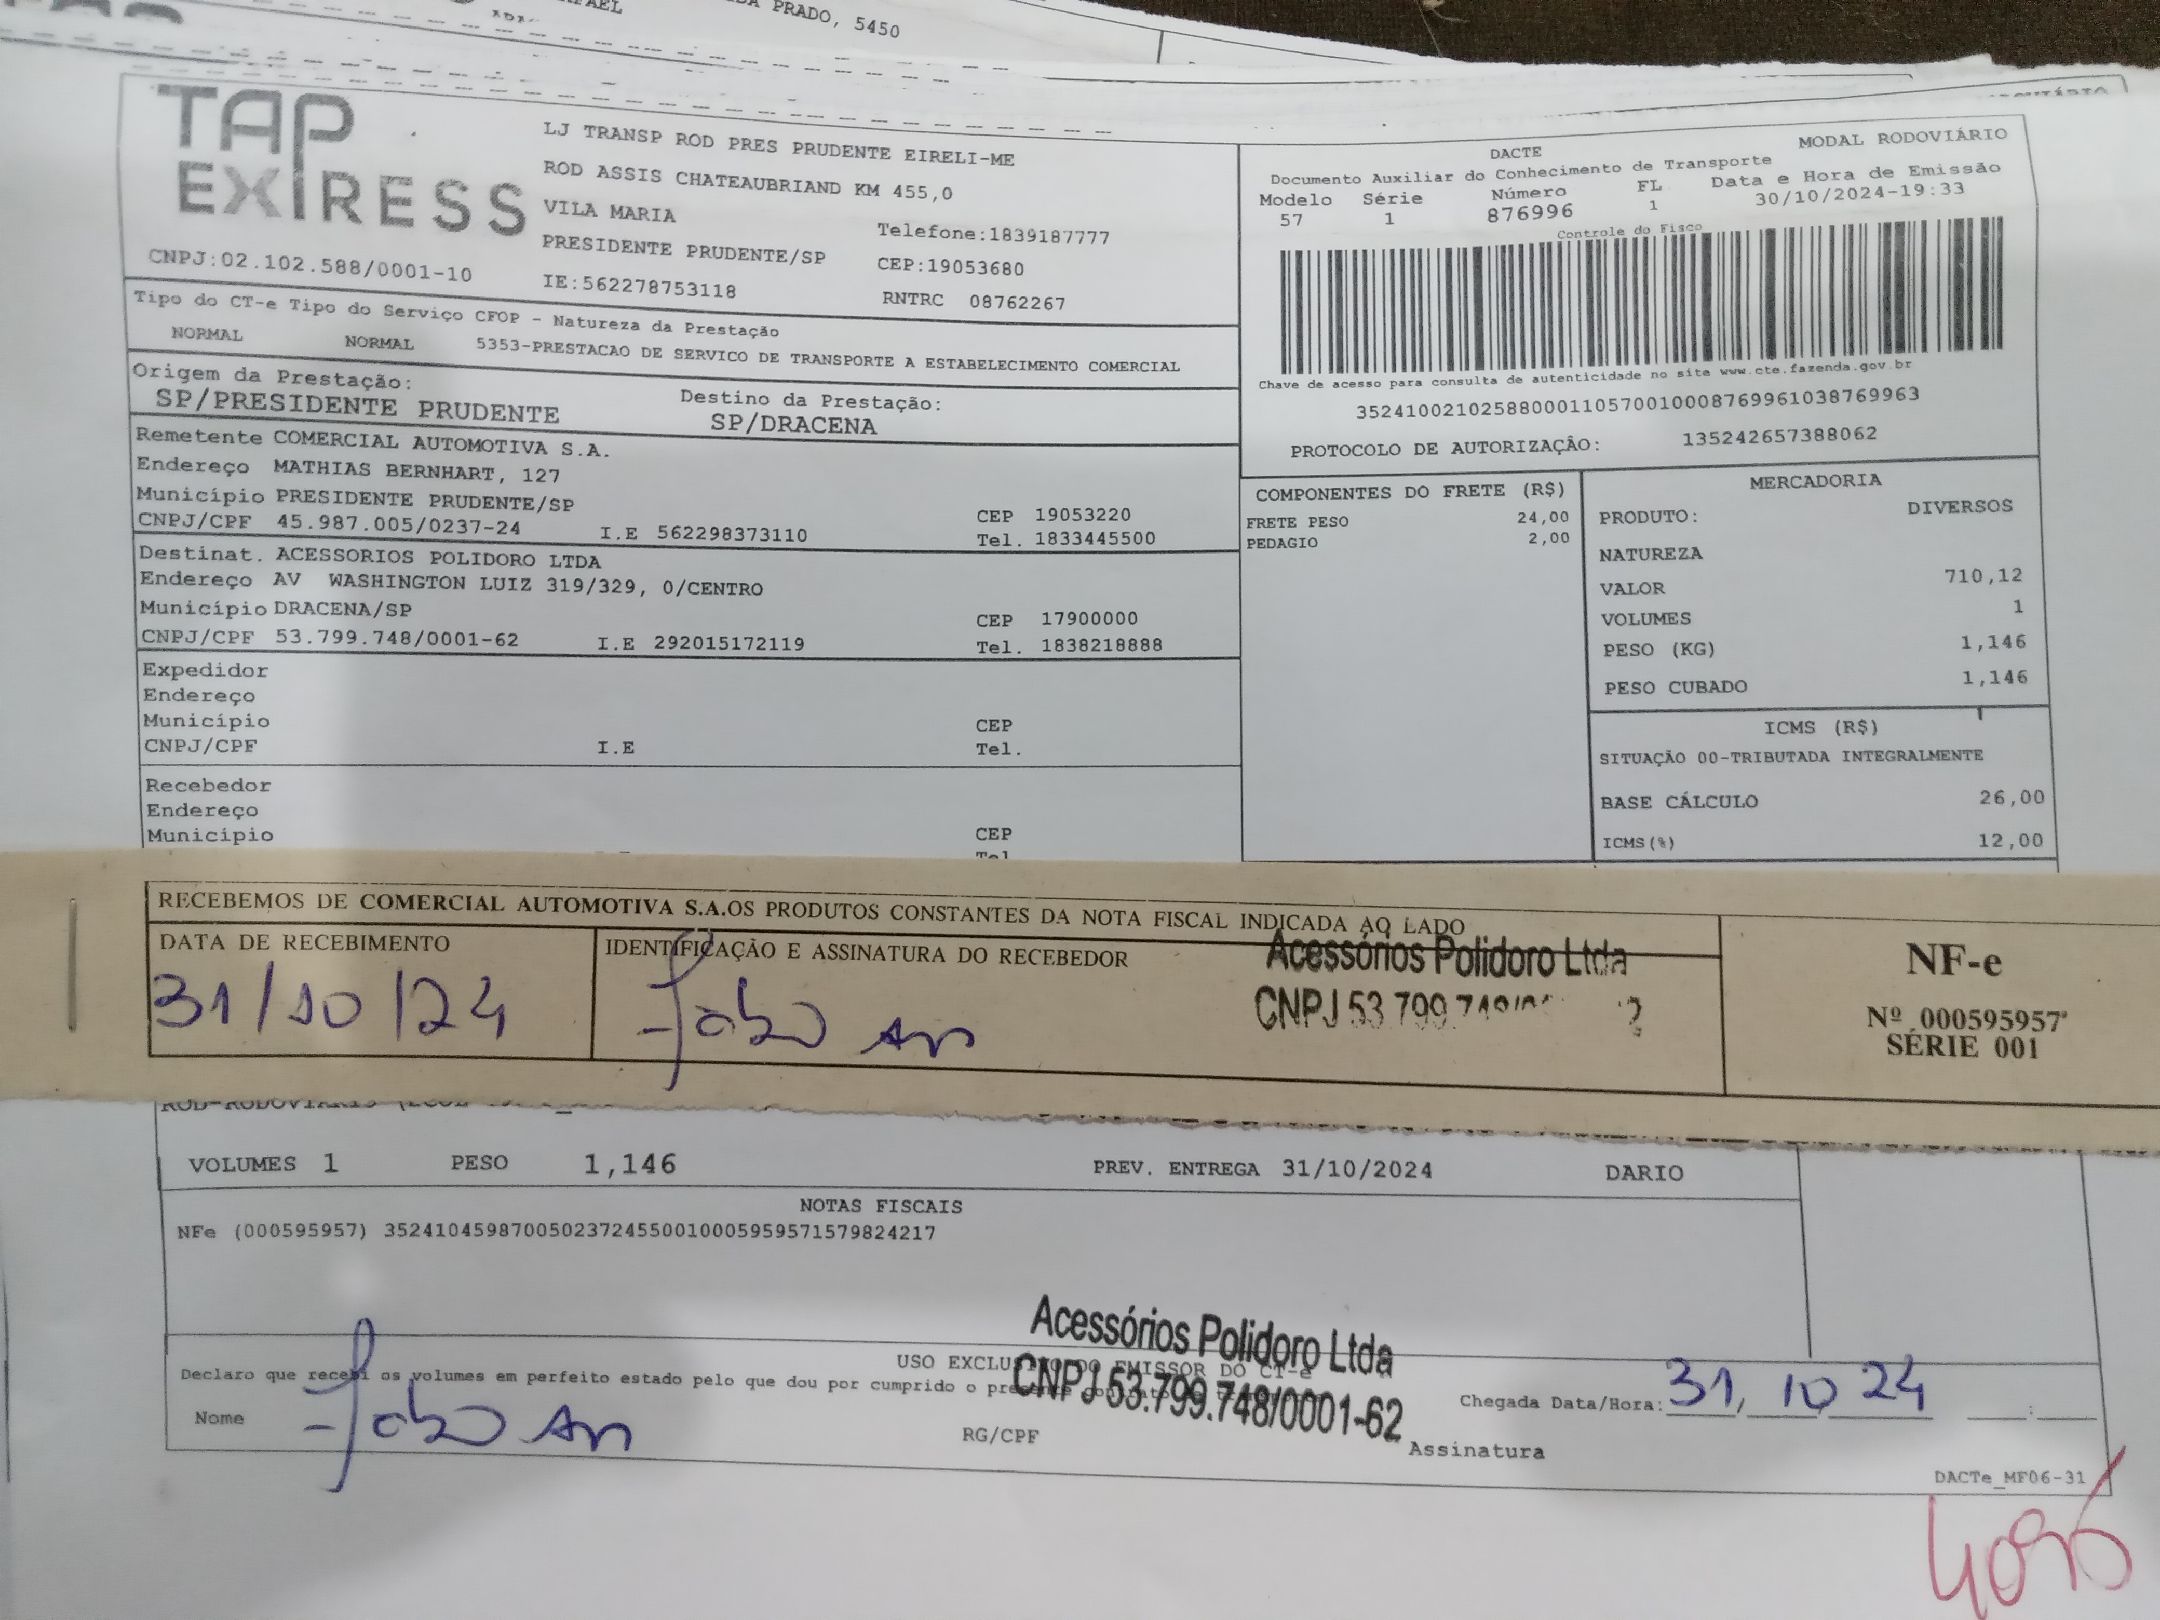 PRADO, 5450
TAP
EXPRESS
CNPJ:02.102.588/0001-10
LJ TRANSP ROD PRES PRUDENTE EIRELI-ME
ROD ASSIS CHATEAUBRIAND KM 455,0
VILA MARIA
Telefone:1839187777
PRESIDENTE PRUDENTE/SP
CEP:19053680
IE:562278753118
RNTRC 08762267
DACTE
MODAL RODOVIÁRIO
Documento Auxiliar do Conhecimento de Transporte
Modelo Série Número FL Data e Hora de Emissão
57 1 876996 1 30/10/2024-19:33
Controle do Fisco
Chave de acesso para consulta de autenticidade no site www.cte.fazenda.gov.br
35241002102588000110570010008769961038769963
PROTOCOLO DE AUTORIZAÇÃO: 135242657388062
Tipo do CT-e Tipo do Serviço CFOP - Natureza da Prestação
NORMAL NORMAL 5353-PRESTACAO DE SERVICO DE TRANSPORTE A ESTABELECIMENTO COMERCIAL
Origem da Prestação: Destino da Prestação:
SP/PRESIDENTE PRUDENTE SP/DRACENA
Remetente COMERCIAL AUTOMOTIVA S.A.
Endereço MATHIAS BERNHART, 127
Município PRESIDENTE PRUDENTE/SP CEP 19053220
CNPJ/CPF 45.987.005/0237-24 I.E 562298373110 Tel. 1833445500
Destinat. ACESSORIOS POLIDORO LTDA
Endereço AV WASHINGTON LUIZ 319/329, 0/CENTRO
Município DRACENA/SP CEP 17900000
CNPJ/CPF 53.799.748/0001-62 I.E 292015172119 Tel. 1838218888
Expedidor
Endereço
Município CEP
CNPJ/CPF I.E Tel.
Recebedor
Endereço
Município CEP
Tel
COMPONENTES DO FRETE (R$)
FRETE PESO 24,00
PEDAGIO 2,00
MERCADORIA
PRODUTO: DIVERSOS
NATUREZA
VALOR 710,12
VOLUMES 1
PESO (KG) 1,146
PESO CUBADO 1,146
ICMS (R$)
SITUAÇÃO 00-TRIBUTADA INTEGRALMENTE
BASE CÁLCULO 26,00
ICMS(%) 12,00
RECEBEMOS DE COMERCIAL AUTOMOTIVA S.A.OS PRODUTOS CONSTANTES DA NOTA FISCAL INDICADA AO LADO
DATA DE RECEBIMENTO
31/10/24
IDENTIFICAÇÃO E ASSINATURA DO RECEBEDOR
Acessórios Polidoro Ltda
CNPJ 53.799
NF-e
Nº 000595957
SÉRIE 001
VOLUMES 1 PESO 1,146 PREV. ENTREGA 31/10/2024 DARIO
NOTAS FISCAIS
NFe (000595957) 35241045987005023724550010005959571579824217
Acessórios Polidoro Ltda
CNPJ 53.799.748/0001-62
USO EXCLUSIVO DO EMISSOR DO CT-e
Declaro que recebi os volumes em perfeito estado pelo que dou por cumprido o presente contrato
Chegada Data/Hora: 31, 10 24 :
Nome
RG/CPF
Assinatura
DACTe_MF06-31
4096